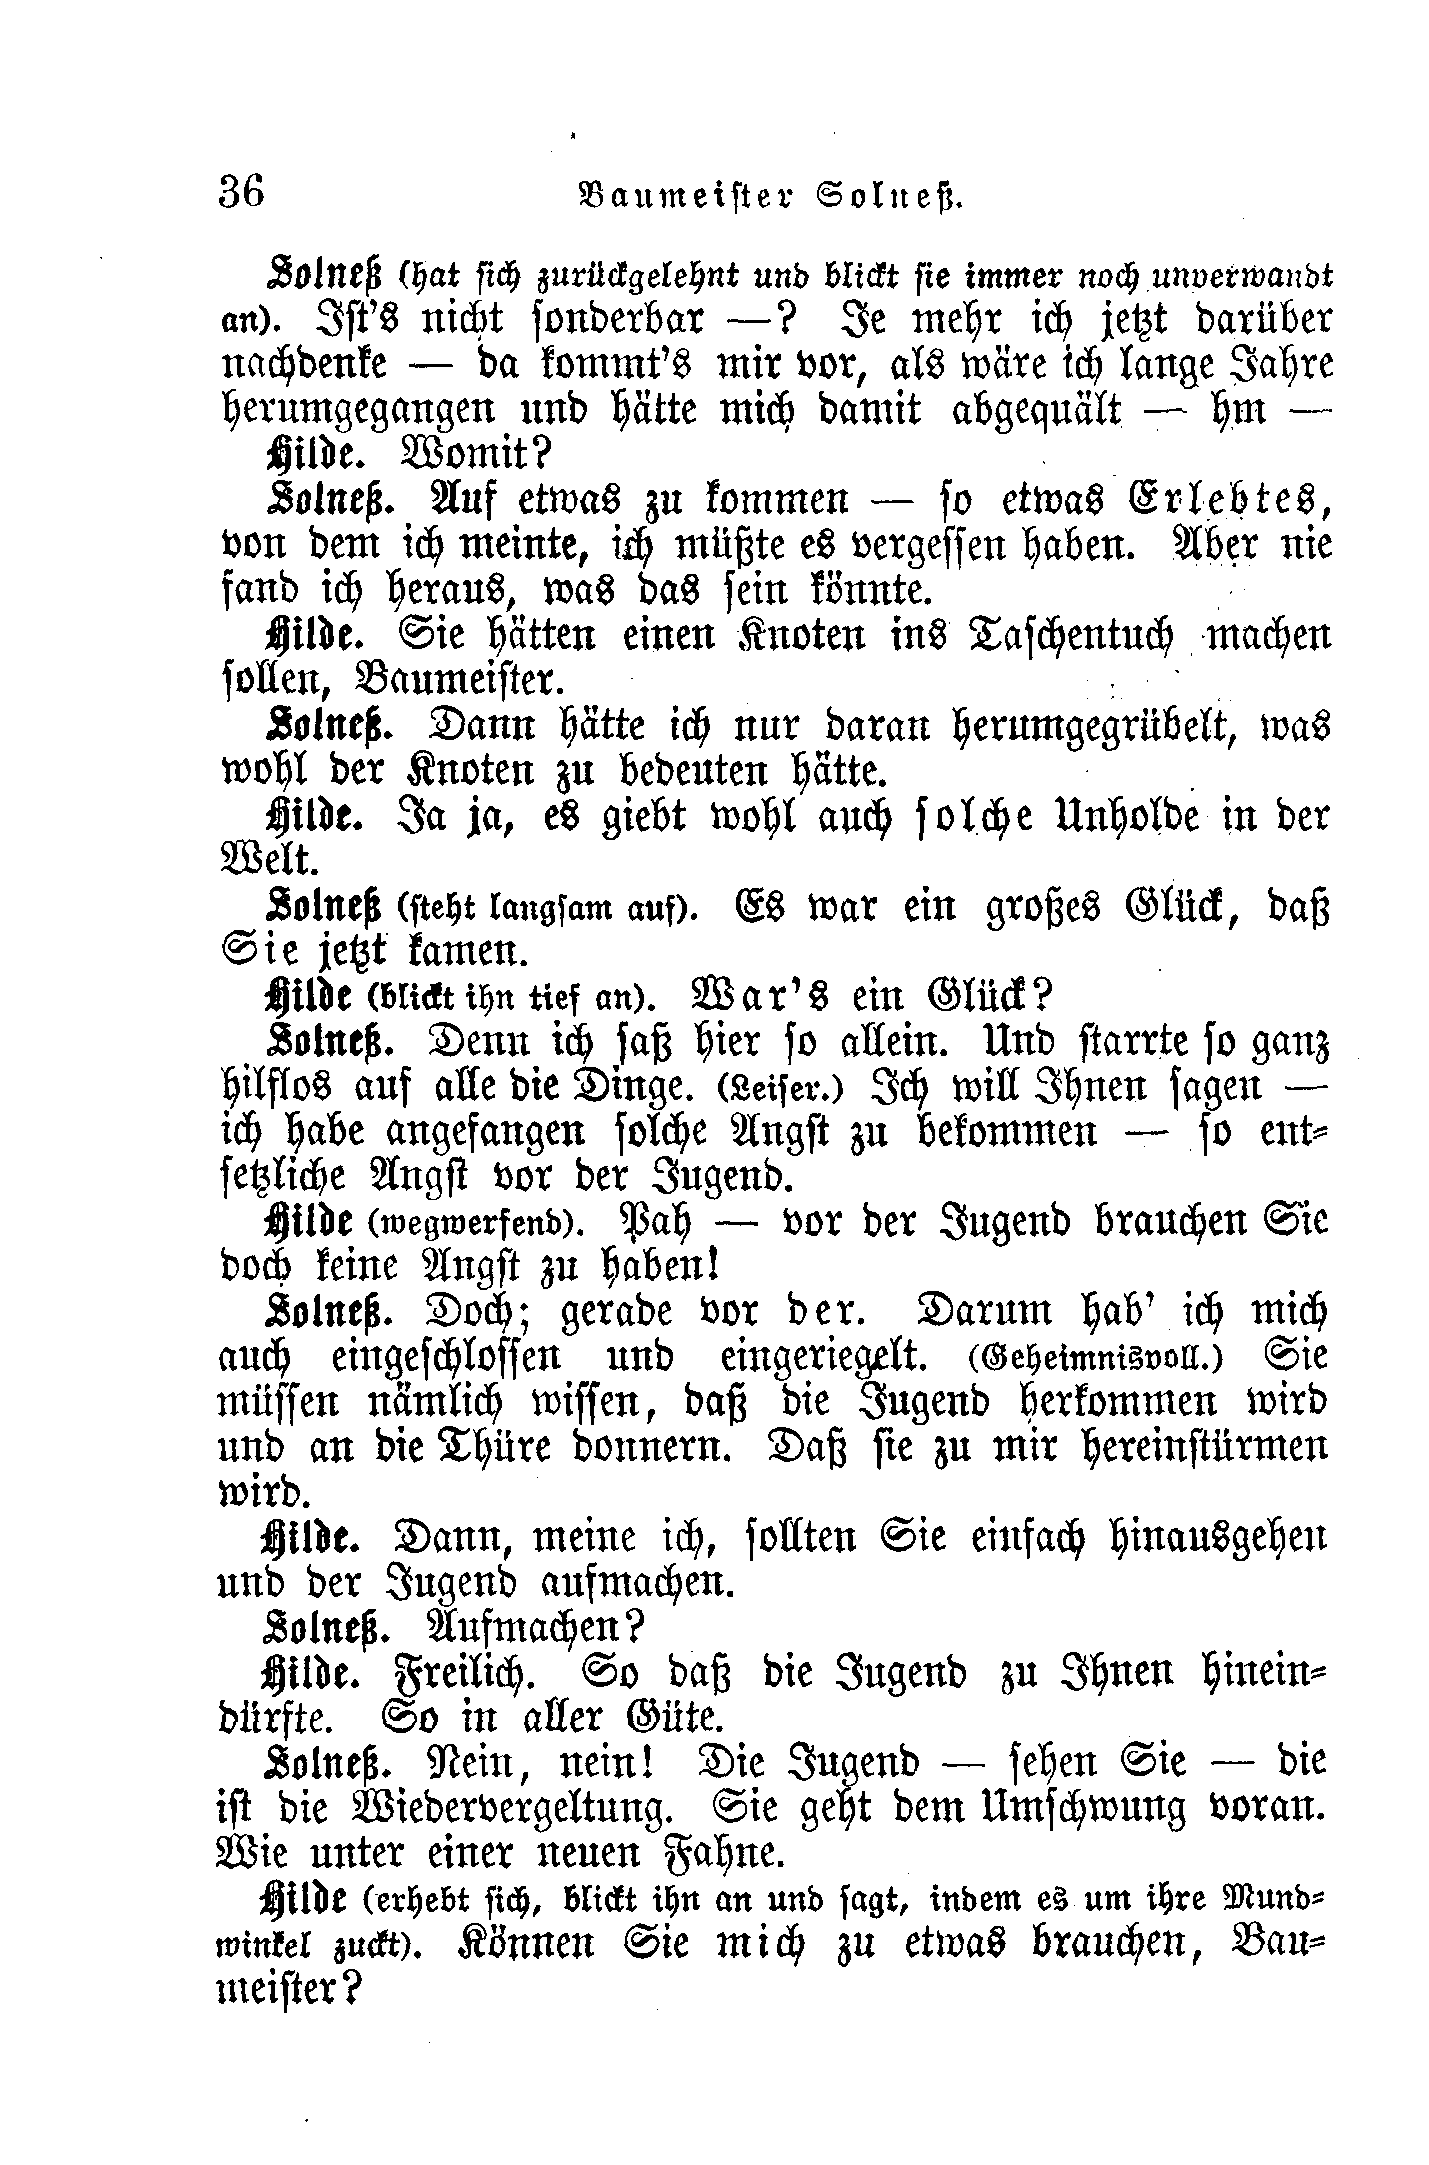 36 Baumeister Solneß.
Solneß (hat sich zurückgelehnt und blickt sie immer noch unverwandt
an). Ist's nicht sonderbar —? Je mehr ich jetzt darüber
nachdenke — da kommt's mir vor, als wäre ich lange Jahre
herumgegangen und hätte mich damit abgequält — hm —
Hilde. Womit?
Solneß. Auf etwas zu kommen — so etwas Erlebtes,
von dem ich meinte, ich müßte es vergessen haben. Aber nie
fand ich heraus, was das sein könnte.
Hilde. Sie hätten einen Knoten ins Taschentuch machen
sollen, Baumeister.
Solneß. Dann hätte ich nur daran herumgegrübelt, was
wohl der Knoten zu bedeuten hätte.
Hilde. Ja ja, es giebt wohl auch solche Unholde in der
Welt.
Solneß (steht langsam auf). Es war ein großes Glück, daß
Sie jetzt kamen.
Hilde (blickt ihn tief an). War's ein Glück?
Solneß. Denn ich saß hier so allein. Und starrte so ganz
hilflos auf alle die Dinge. (Leiser.) Ich will Ihnen sagen —
ich habe angefangen solche Angst zu bekommen — so ent-
setzliche Angst vor der Jugend.
Hilde (wegwerfend). Pah — vor der Jugend brauchen Sie
doch keine Angst zu haben!
Solneß. Doch; gerade vor der. Darum hab' ich mich
auch eingeschlossen und eingeriegelt. (Geheimnisvoll.) Sie
müssen nämlich wissen, daß die Jugend herkommen wird
und an die Thüre donnern. Daß sie zu mir hereinstürmen
wird.
Hilde. Dann, meine ich, sollten Sie einfach hinausgehen
und der Jugend aufmachen.
Solneß. Aufmachen?
Hilde. Freilich. So daß die Jugend zu Ihnen hinein-
dürfte. So in aller Güte.
Solneß. Nein, nein! Die Jugend — sehen Sie — die
ist die Wiedervergeltung. Sie geht dem Umschwung voran.
Wie unter einer neuen Fahne.
Hilde (erhebt sich, blickt ihn an und sagt, indem es um ihre Mund-
winkel zuckt). Können Sie mich zu etwas brauchen, Bau-
meister?